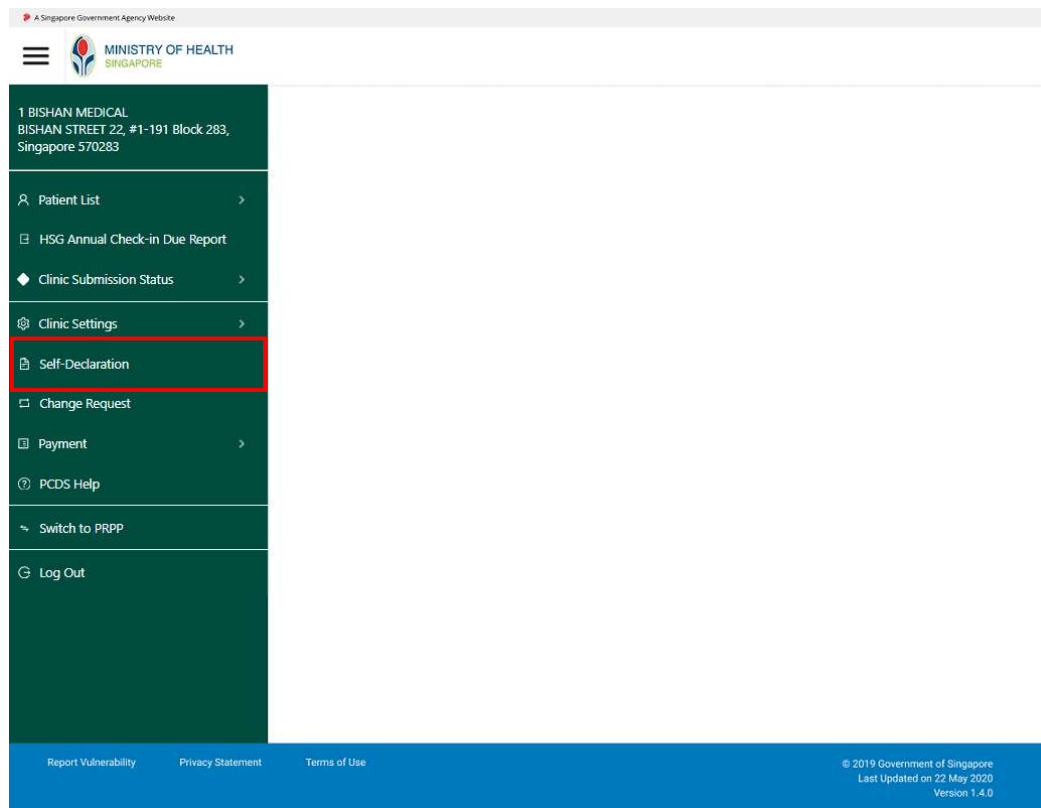 A Singapore Government Agency Website
MINISTRY OF HEALTH
SINGAPORE
1 BISHAN MEDICAL
BISHAN STREET 22, #1-191 Block 283,
Singapore 570283
Patient List
HSG Annual Check-in Due Report
Clinic Submission Status
Clinic Settings
Self-Declaration
Change Request
Payment
PCDS Help
Switch to PRPP
Log Out
Report Vulnerability Privacy Statement Terms of Use
© 2019 Government of Singapore
Last Updated on 22 May 2020
Version 1.4.0